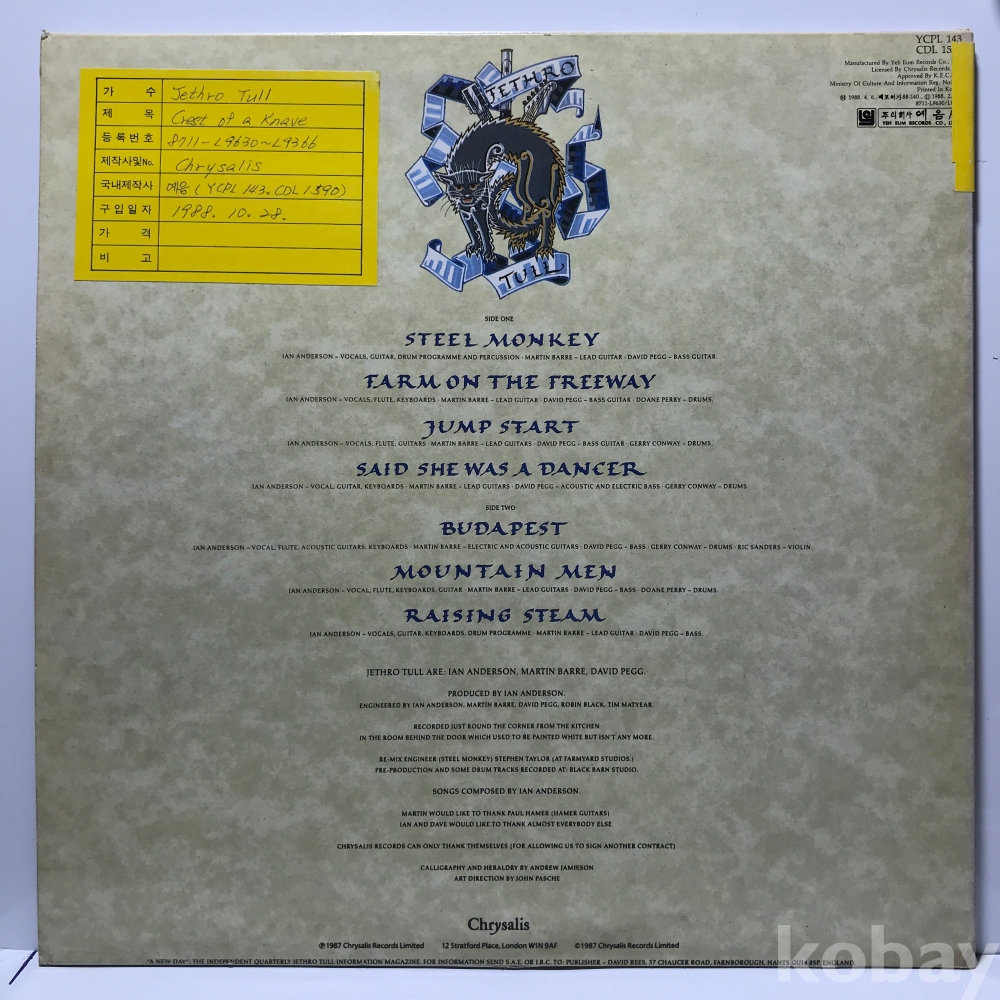 YCPL 143
CDL 15
Manufactured By Yeh Eum Records Co.,
Licensed By Chrysalis Records
Approved By K.E.C.
Ministry Of Culture And Information Reg. No
Printed In Ko
Ⓟ 1988. 4. 6.,
ⓒ 1988. 2.
8711-L9630/L
주식회사 예음
YEH EUM RECORDS CO., L
가 수 Jethro Tull
제 목 Crest of a Knave
등록번호 8711-L9630~L9366
제작사및No. Chrysalis
국내제작사 예음 (YCPL 143. CDL 1590)
구입일자 1988. 10. 28.
가 격
비 고
JETHRO
TULL
SIDE ONE
STEEL MONKEY
IAN ANDERSON – VOCALS, GUITAR, DRUM PROGRAMME AND PERCUSSION · MARTIN BARRE – LEAD GUITAR · DAVID PEGG – BASS GUITAR.
FARM ON THE FREEWAY
IAN ANDERSON – VOCALS, FLUTE, KEYBOARDS · MARTIN BARRE – LEAD GUITAR · DAVID PEGG – BASS GUITAR · DOANE PERRY – DRUMS.
JUMP START
IAN ANDERSON – VOCALS, FLUTE, GUITARS · MARTIN BARRE – LEAD GUITARS · DAVID PEGG – BASS GUITAR · GERRY CONWAY – DRUMS.
SAID SHE WAS A DANCER
IAN ANDERSON – VOCAL, GUITAR, KEYBOARDS · MARTIN BARRE – LEAD GUITARS · DAVID PEGG – ACOUSTIC AND ELECTRIC BASS · GERRY CONWAY – DRUMS.
SIDE TWO
BUDAPEST
IAN ANDERSON – VOCAL, FLUTE, ACOUSTIC GUITARS, KEYBOARDS · MARTIN BARRE – ELECTRIC AND ACOUSTIC GUITARS · DAVID PEGG – BASS · GERRY CONWAY – DRUMS · RIC SANDERS – VIOLIN.
MOUNTAIN MEN
IAN ANDERSON – VOCAL, FLUTE, KEYBOARDS, GUITAR · MARTIN BARRE – LEAD GUITARS · DAVID PEGG – BASS · DOANE PERRY – DRUMS.
RAISING STEAM
IAN ANDERSON – VOCALS, GUITAR, KEYBOARDS, DRUM PROGRAMME · MARTIN BARRE – LEAD GUITAR · DAVID PEGG – BASS.
JETHRO TULL ARE: IAN ANDERSON, MARTIN BARRE, DAVID PEGG.
PRODUCED BY IAN ANDERSON.
ENGINEERED BY IAN ANDERSON, MARTIN BARRE, DAVID PEGG, ROBIN BLACK, TIM MATYEAR.
RECORDED JUST ROUND THE CORNER FROM THE KITCHEN
IN THE ROOM BEHIND THE DOOR WHICH USED TO BE PAINTED WHITE BUT ISN'T ANY MORE.
RE-MIX ENGINEER (STEEL MONKEY) STEPHEN TAYLOR (AT FARMYARD STUDIOS.)
PRE-PRODUCTION AND SOME DRUM TRACKS RECORDED AT: BLACK BARN STUDIO.
SONGS COMPOSED BY IAN ANDERSON.
MARTIN WOULD LIKE TO THANK PAUL HAMER (HAMER GUITARS)
IAN AND DAVE WOULD LIKE TO THANK ALMOST EVERYBODY ELSE
CHRYSALIS RECORDS CAN ONLY THANK THEMSELVES (FOR ALLOWING US TO SIGN ANOTHER CONTRACT)
CALLIGRAPHY AND HERALDRY BY ANDREW JAMIESON
ART DIRECTION BY JOHN PASCHE
Chrysalis
Ⓟ1987 Chrysalis Records Limited 12 Stratford Place, London W1N 9AF ©1987 Chrysalis Records Limited
"A NEW DAY": THE INDEPENDENT QUARTERLY JETHRO TULL INFORMATION MAGAZINE. FOR INFORMATION SEND S.A.E. OR I.R.C. TO: PUBLISHER – DAVID REES, 37 CHAUCER ROAD, FARNBOROUGH, HANTS GU14 8SP, ENGLAND.
kobay